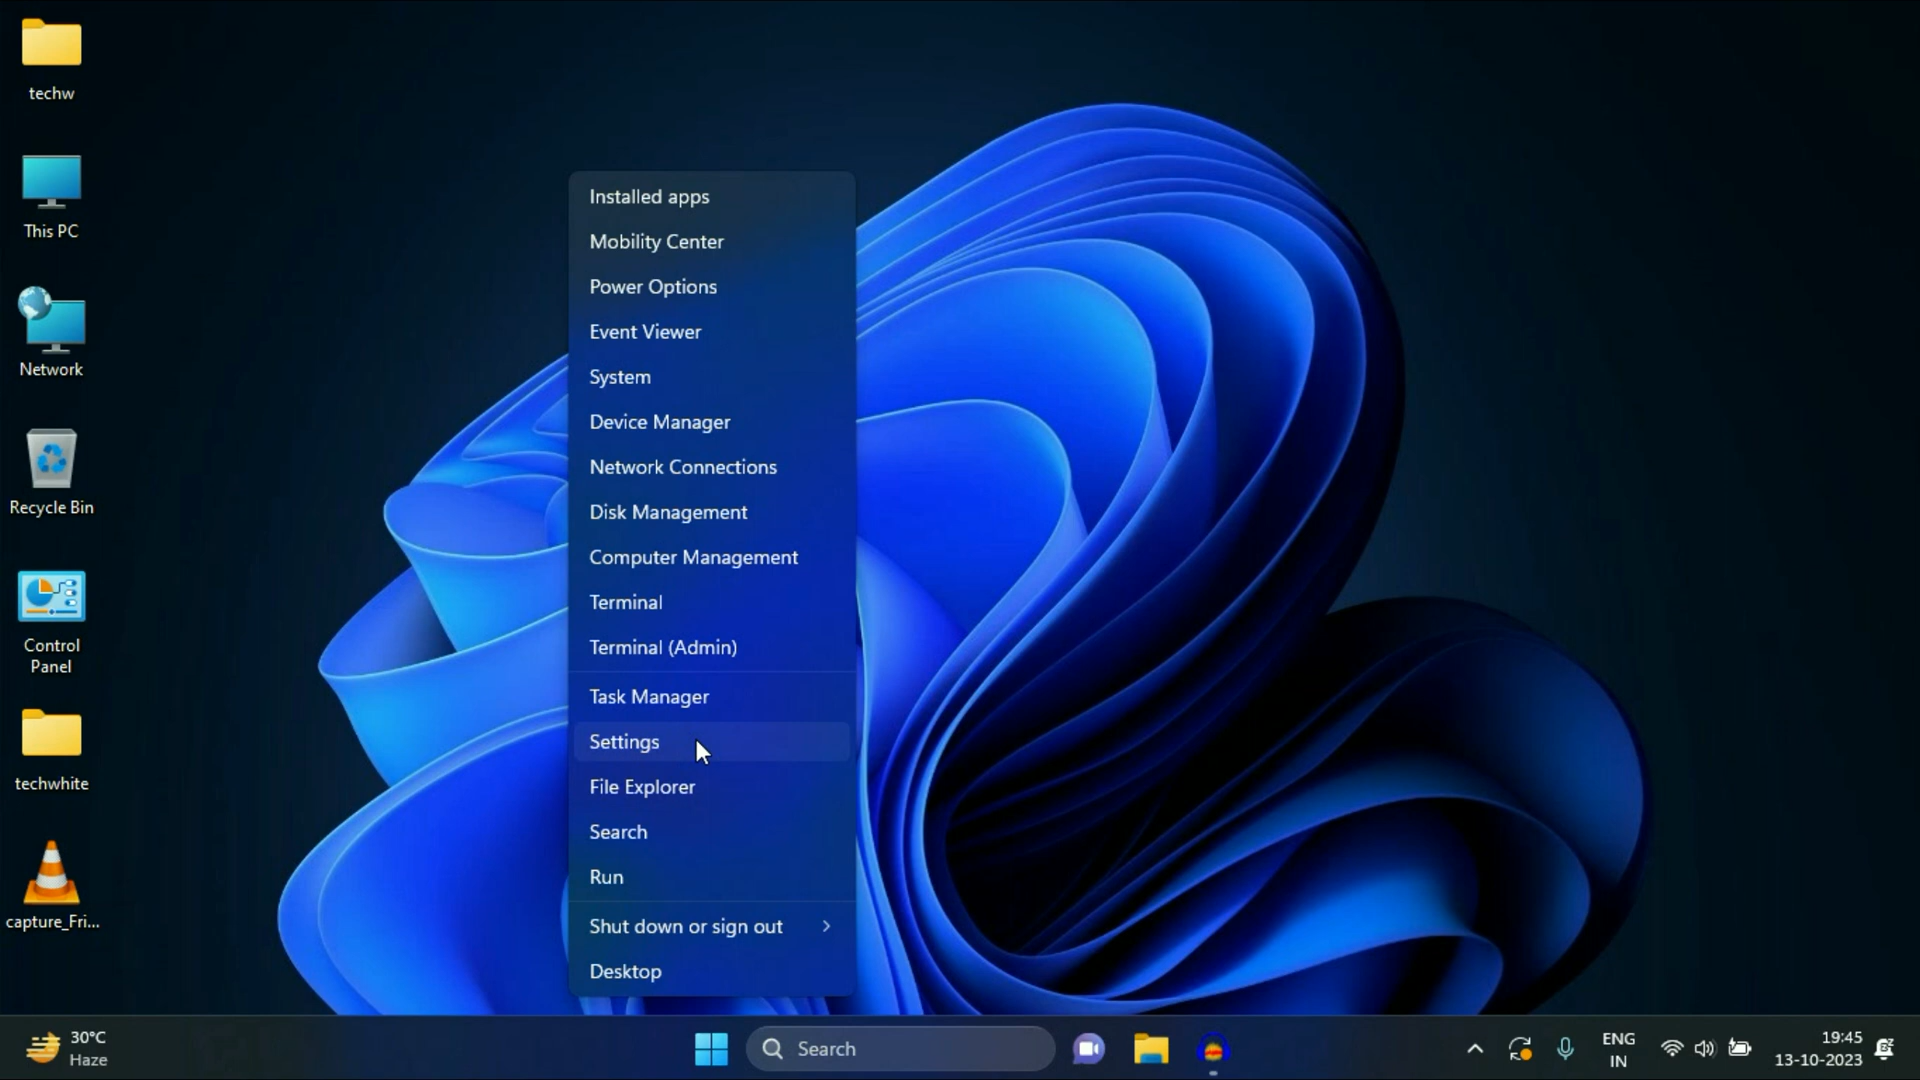 techw
This PC
Network
Recycle Bin
Control
Panel
techwhite
capture_Fri...
Installed apps
Mobility Center
Power Options
Event Viewer
System
Device Manager
Network Connections
Disk Management
Computer Management
Terminal
Terminal (Admin)
Task Manager
Settings
File Explorer
Search
Run
Shut down or sign out
Desktop
30°C
Haze
Search
ENG
IN
19:45
13-10-2023